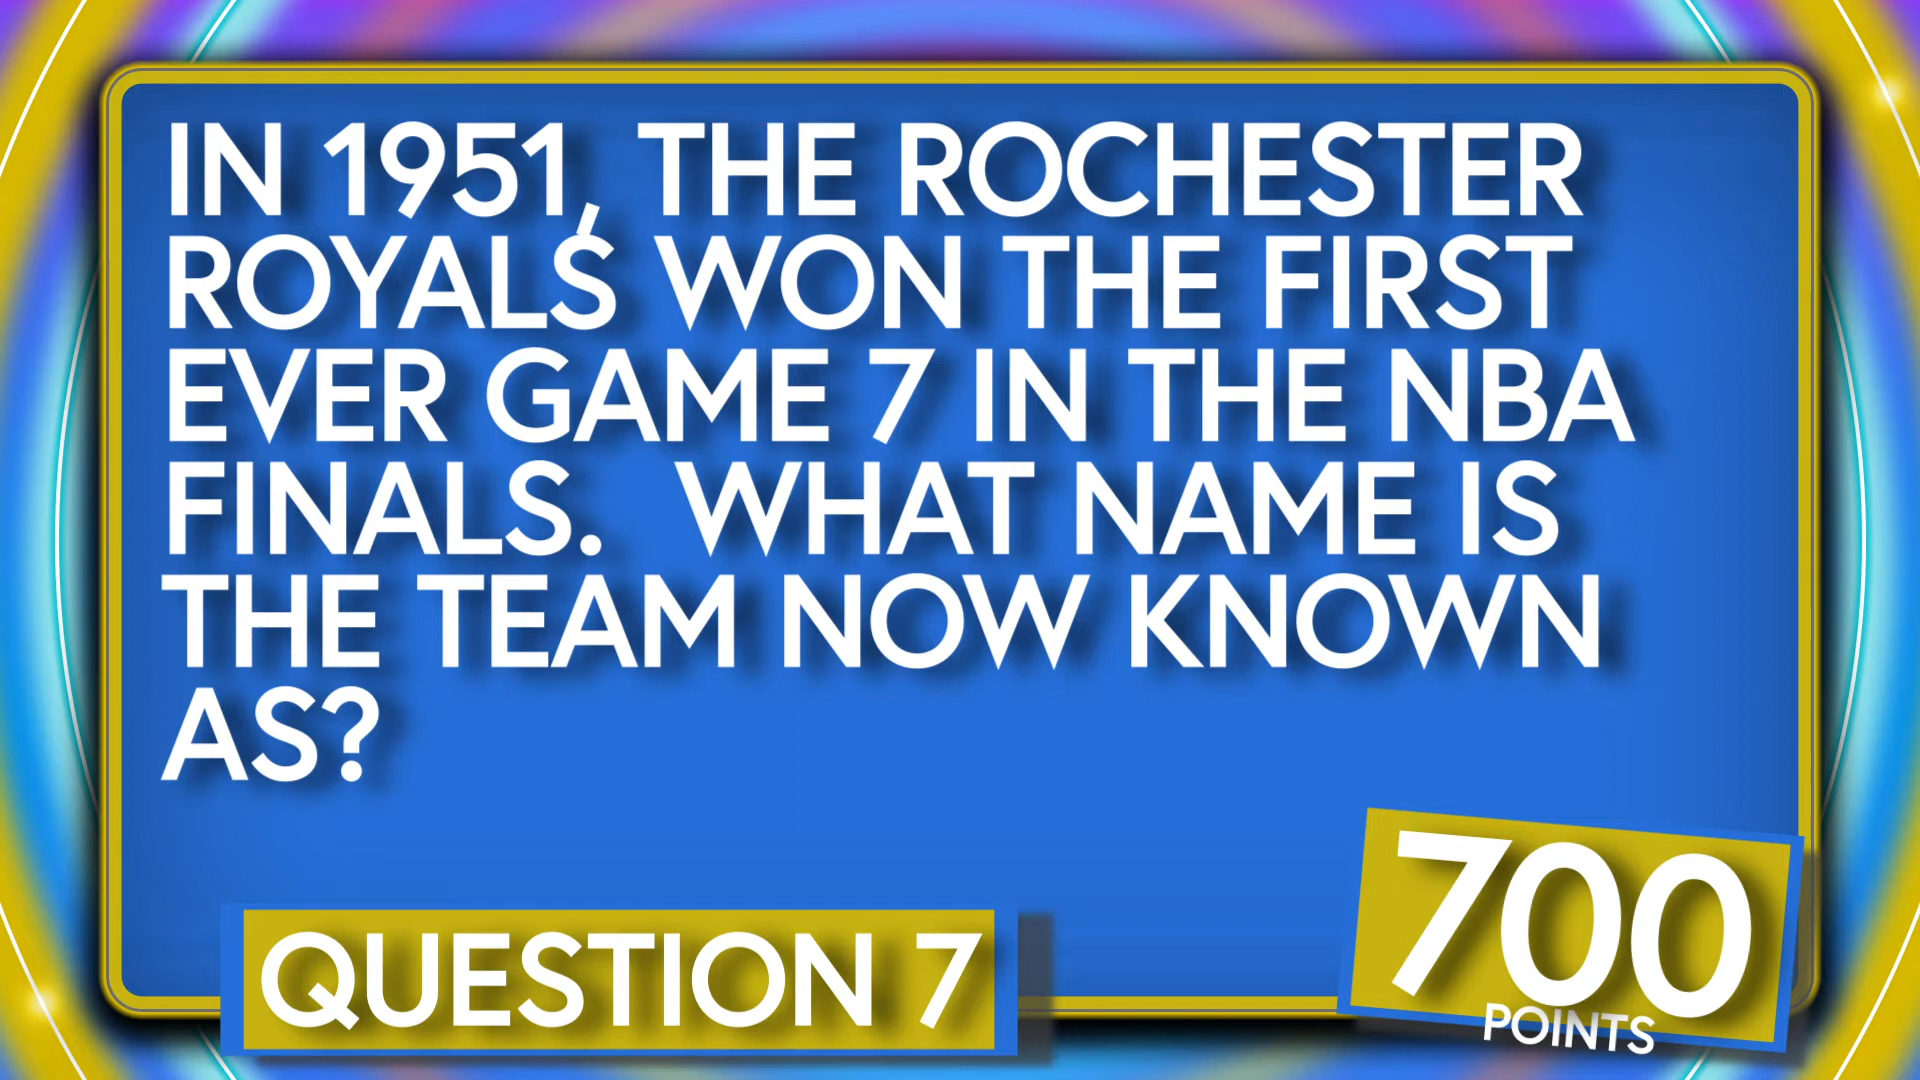 IN 1951, THE ROCHESTER
ROYALS WON THE FIRST
EVER GAME 7 IN THE NBA
FINALS.  WHAT NAME IS
THE TEAM NOW KNOWN
AS?
QUESTION 7
700
POINTS